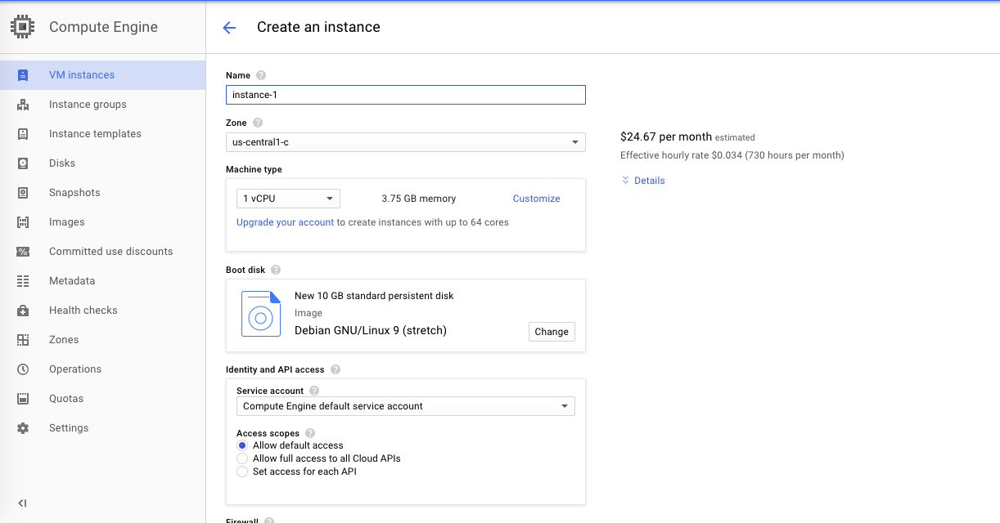 Compute Engine
Create an instance
VM instances
Instance groups
Instance templates
Disks
Snapshots
Images
Committed use discounts
Metadata
Health checks
Zones
Operations
Quotas
Settings
Name ?
instance-1
Zone ?
us-central1-c
Machine type
1 vCPU 3.75 GB memory Customize
Upgrade your account to create instances with up to 64 cores
Boot disk ?
New 10 GB standard persistent disk
Image
Debian GNU/Linux 9 (stretch)
Change
Identity and API access ?
Service account ?
Compute Engine default service account
Access scopes ?
Allow default access
Allow full access to all Cloud APIs
Set access for each API
Firewall ?
$24.67 per month estimated
Effective hourly rate $0.034 (730 hours per month)
Details